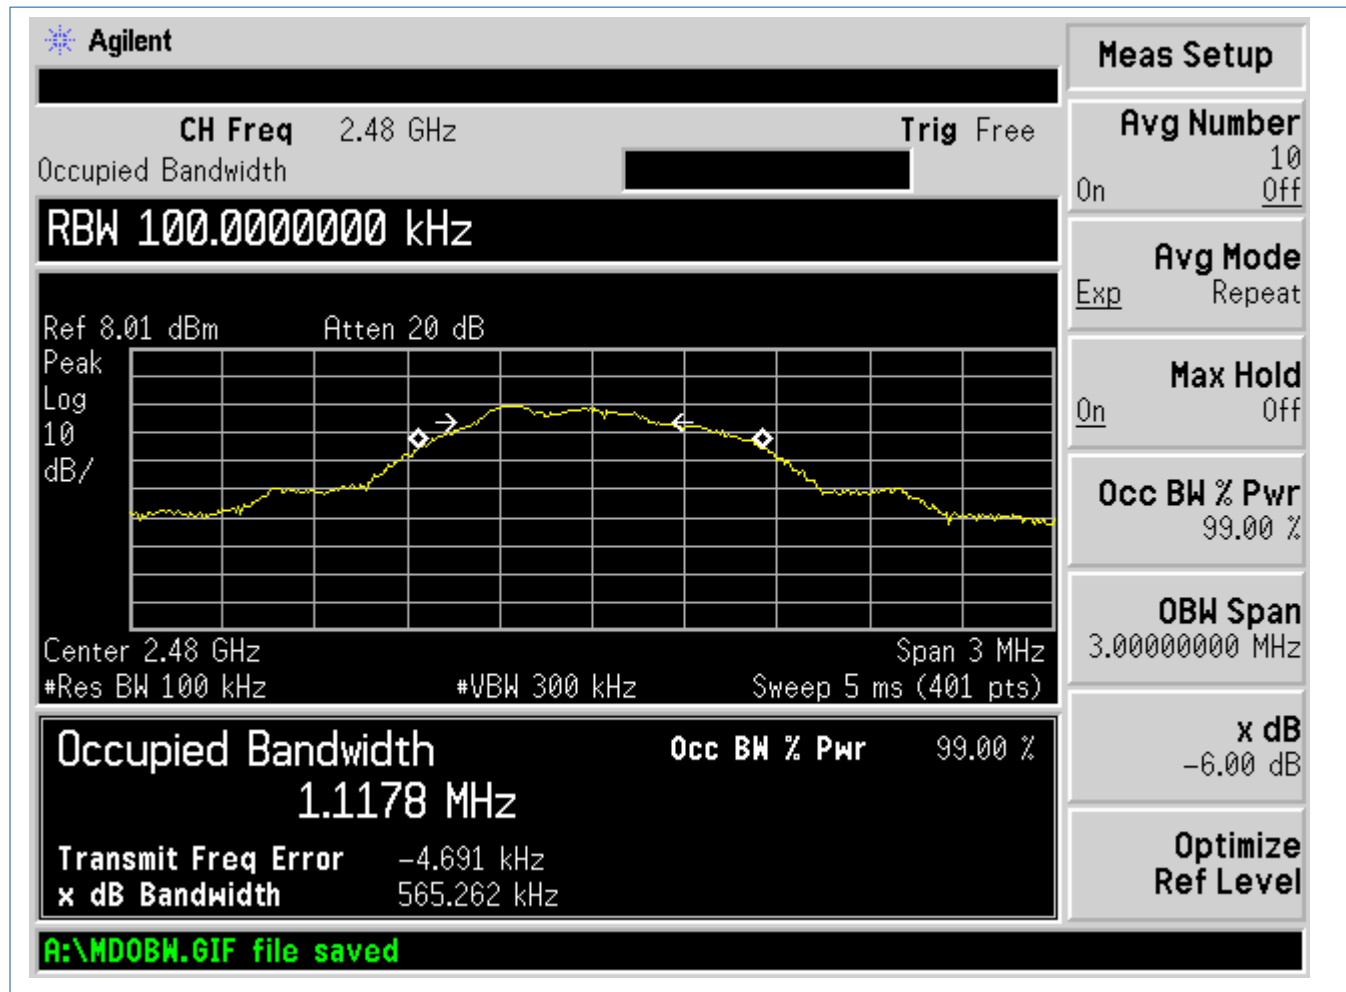 Agilent
CH Freq 2.48 GHz Trig Free
Occupied Bandwidth
RBW 100.0000000 kHz
Ref 8.01 dBm Atten 20 dB
Peak
Log
10
dB/
Center 2.48 GHz Span 3 MHz
#Res BW 100 kHz #VBW 300 kHz Sweep 5 ms (401 pts)
Occupied Bandwidth Occ BW % Pwr 99.00 %
1.1178 MHz
Transmit Freq Error -4.691 kHz
x dB Bandwidth 565.262 kHz
A:\MDOBW.GIF file saved
Meas Setup
Avg Number
10
On Off
Avg Mode
Exp Repeat
Max Hold
On Off
Occ BW % Pwr
99.00 %
OBW Span
3.00000000 MHz
x dB
-6.00 dB
Optimize
Ref Level